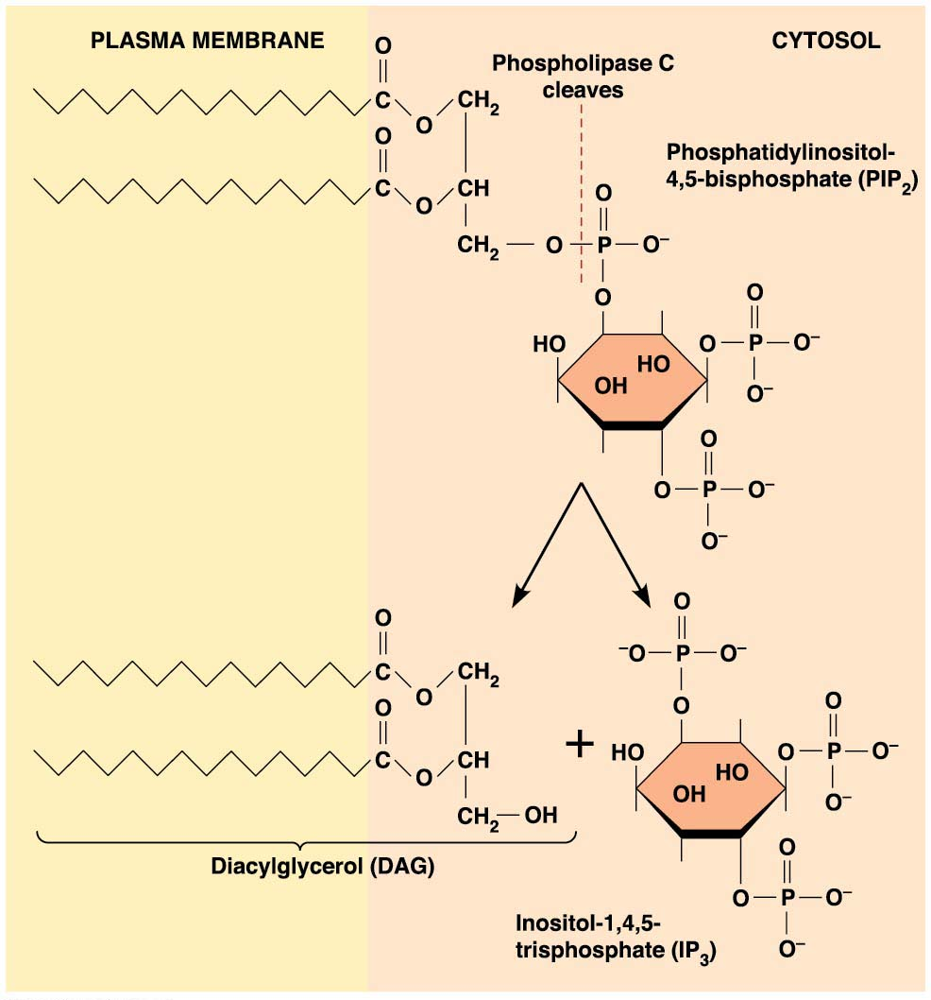 PLASMA MEMBRANE
CYTOSOL
Phospholipase C
cleaves
Phosphatidylinositol-
4,5-bisphosphate (PIP₂)
O
C
O
CH₂
O
C
O
CH
CH₂
O
P
O
O⁻
O
HO
HO
OH
O
O
P
O⁻
O⁻
O
O
P
O⁻
O⁻
O
C
O
CH₂
O
C
O
CH
CH₂
OH
Diacylglycerol (DAG)
+
O
⁻O
P
O⁻
O
HO
HO
OH
O
O
P
O⁻
O⁻
O
O
P
O⁻
O⁻
Inositol-1,4,5-
trisphosphate (IP₃)